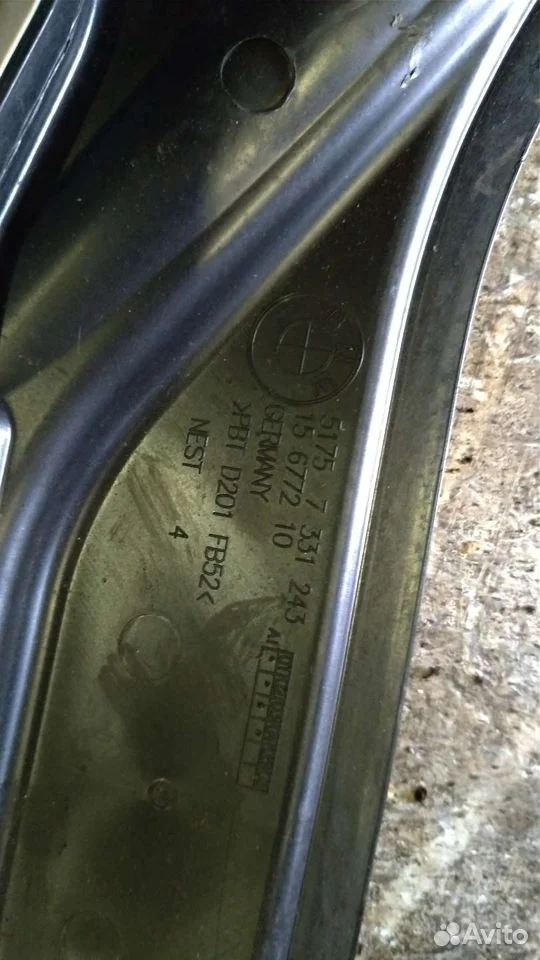 5175 7 331 243
15 6772 10
GERMANY
>PBT D201 FB52<
NEST 4
Avito